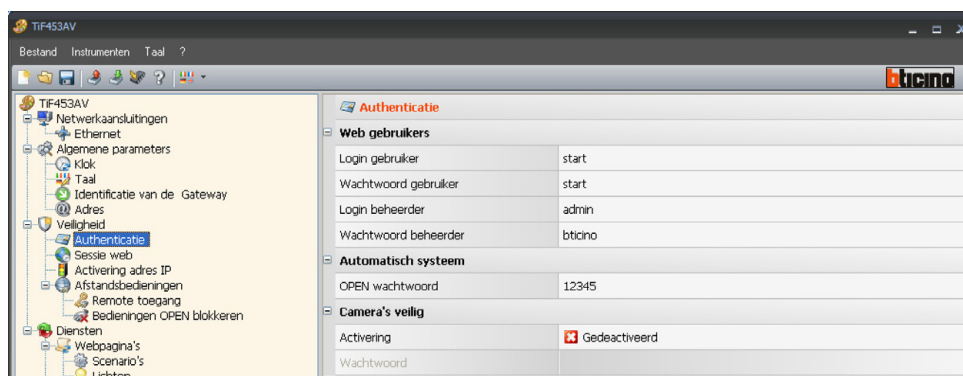 TiF453AV
Bestand Instrumenten Taal ?
bticino
TiF453AV
Netwerkaansluitingen
Ethernet
Algemene parameters
Klok
Taal
Identificatie van de Gateway
Adres
Veiligheid
Authenticatie
Sessie web
Activering adres IP
Afstandsbedieningen
Remote toegang
Bedieningen OPEN blokkeren
Diensten
Webpagina's
Scenario's
Lichten
Authenticatie
Web gebruikers
Login gebruiker start
Wachtwoord gebruiker start
Login beheerder admin
Wachtwoord beheerder bticino
Automatisch systeem
OPEN wachtwoord 12345
Camera's veilig
Activering Gedeactiveerd
Wachtwoord